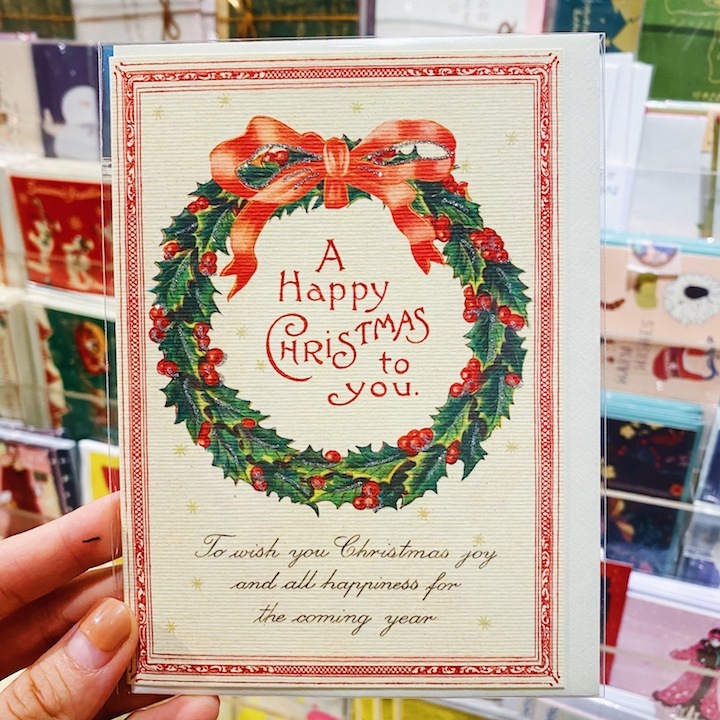 A
Happy
CHRISTMAS
to
you.
To wish you Christmas joy
and all happiness for
the coming year